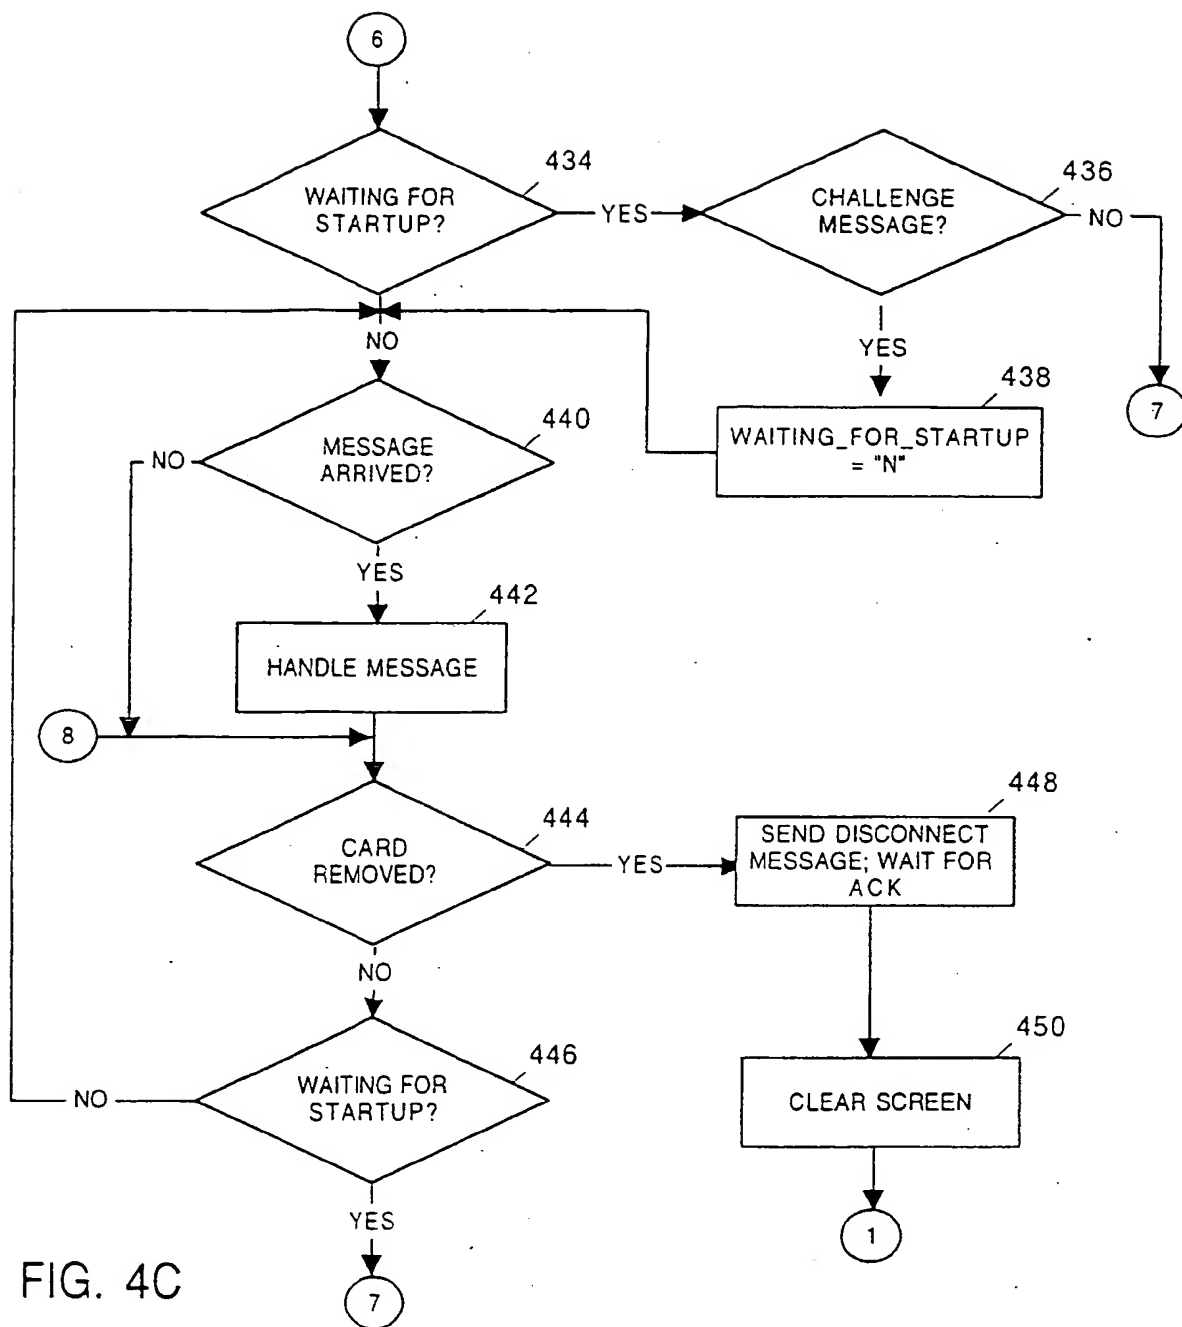 6
WAITING FOR
STARTUP?
434
YES
CHALLENGE
MESSAGE?
436
NO
NO
YES
7
438
WAITING_FOR_STARTUP
= "N"
440
MESSAGE
ARRIVED?
NO
YES
442
HANDLE MESSAGE
8
444
CARD
REMOVED?
YES
448
SEND DISCONNECT
MESSAGE; WAIT FOR
ACK
NO
446
WAITING FOR
STARTUP?
NO
450
CLEAR SCREEN
YES
1
7
FIG. 4C